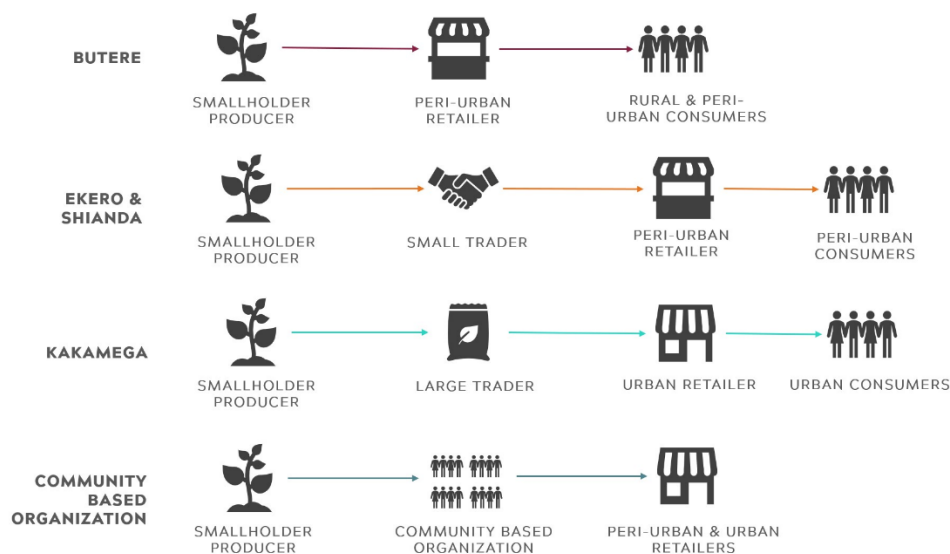 BUTERE
SMALLHOLDER
PRODUCER
PERI-URBAN
RETAILER
RURAL & PERI-
URBAN CONSUMERS
EKERO &
SHIANDA
SMALLHOLDER
PRODUCER
SMALL TRADER
PERI-URBAN
RETAILER
PERI-URBAN
CONSUMERS
KAKAMEGA
SMALLHOLDER
PRODUCER
LARGE TRADER
URBAN RETAILER
URBAN CONSUMERS
COMMUNITY
BASED
ORGANIZATION
SMALLHOLDER
PRODUCER
COMMUNITY BASED
ORGANIZATION
PERI-URBAN & URBAN
RETAILERS